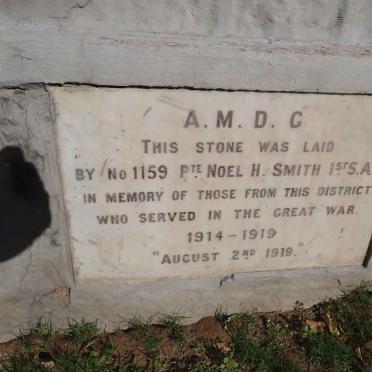 A. M. D. G
THIS STONE WAS LAID
BY No 1159 PTE NOEL H. SMITH 1ST S.A
IN MEMORY OF THOSE FROM THIS DISTRICT
WHO SERVED IN THE GREAT WAR.
1914 - 1919
"AUGUST 2ND 1919."